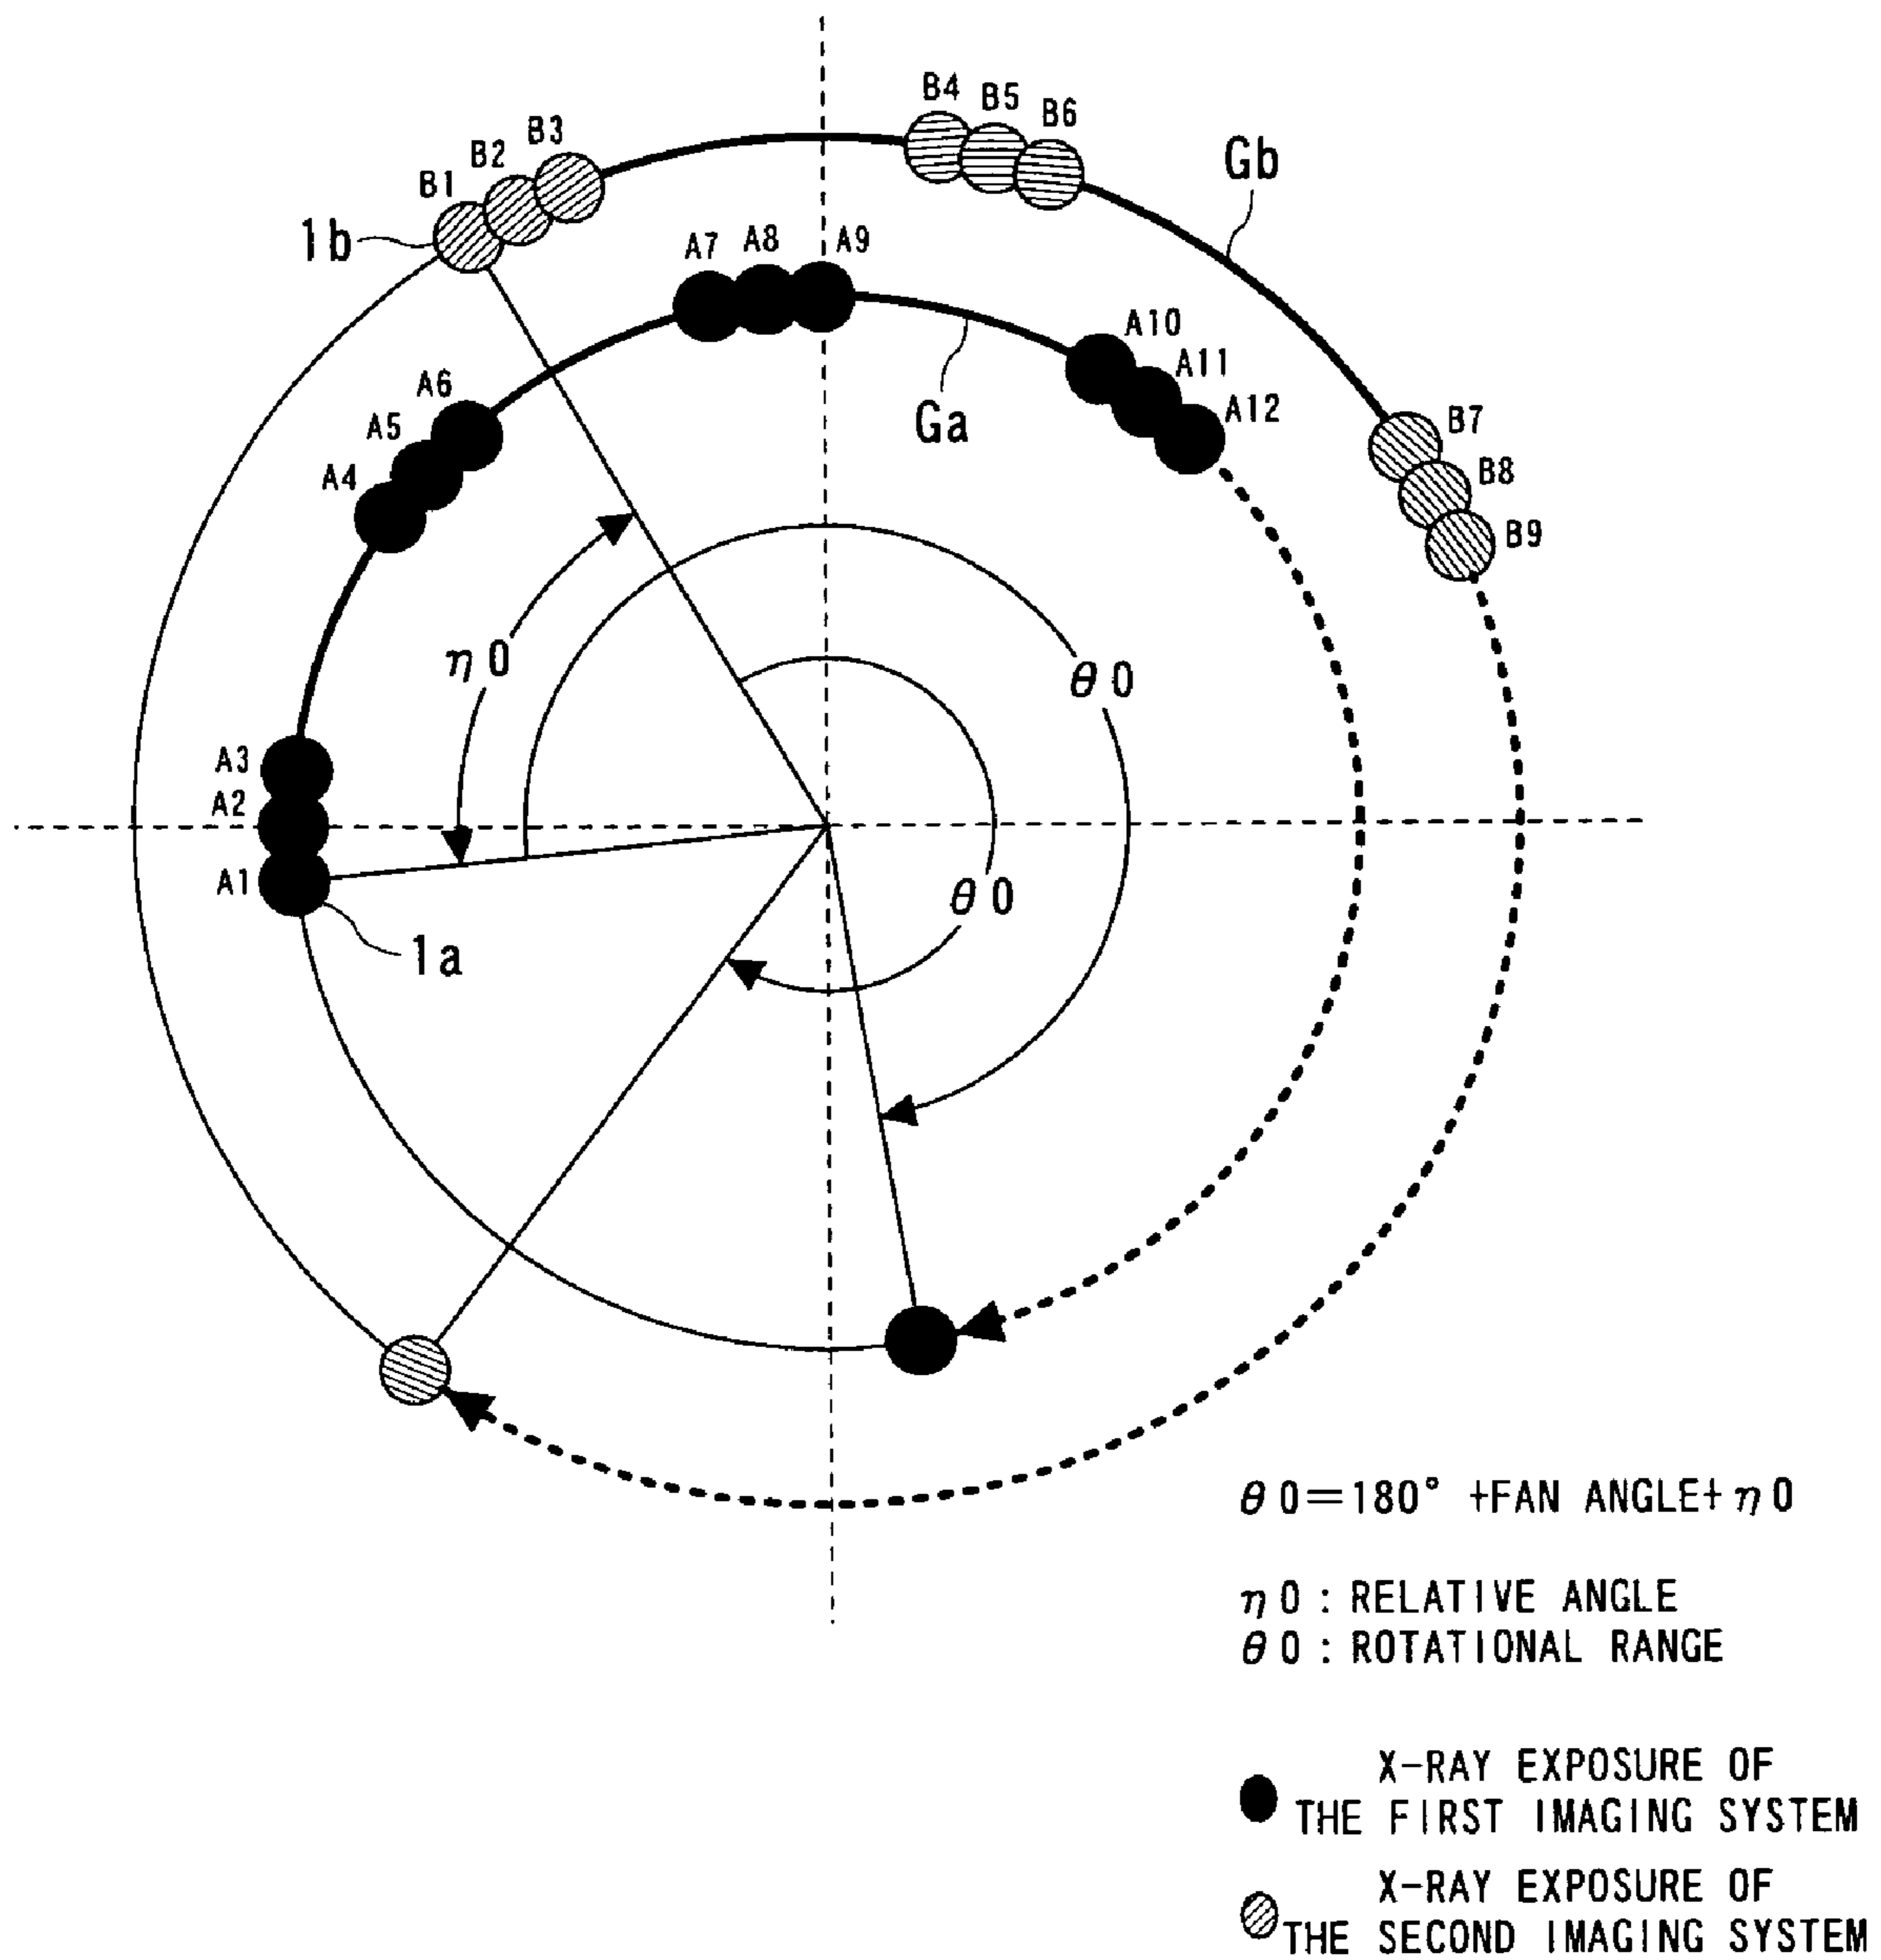 B4
B5
B6
B3
B2
B1
Gb
1b
A7
A8
A9
A10
A11
A12
Ga
A6
A5
A4
B7
B8
B9
η0
θ0
A3
A2
A1
θ0
1a
θ0=180° +FAN ANGLE+η0
η0 : RELATIVE ANGLE
θ0 : ROTATIONAL RANGE
X-RAY EXPOSURE OF
THE FIRST IMAGING SYSTEM
X-RAY EXPOSURE OF
THE SECOND IMAGING SYSTEM